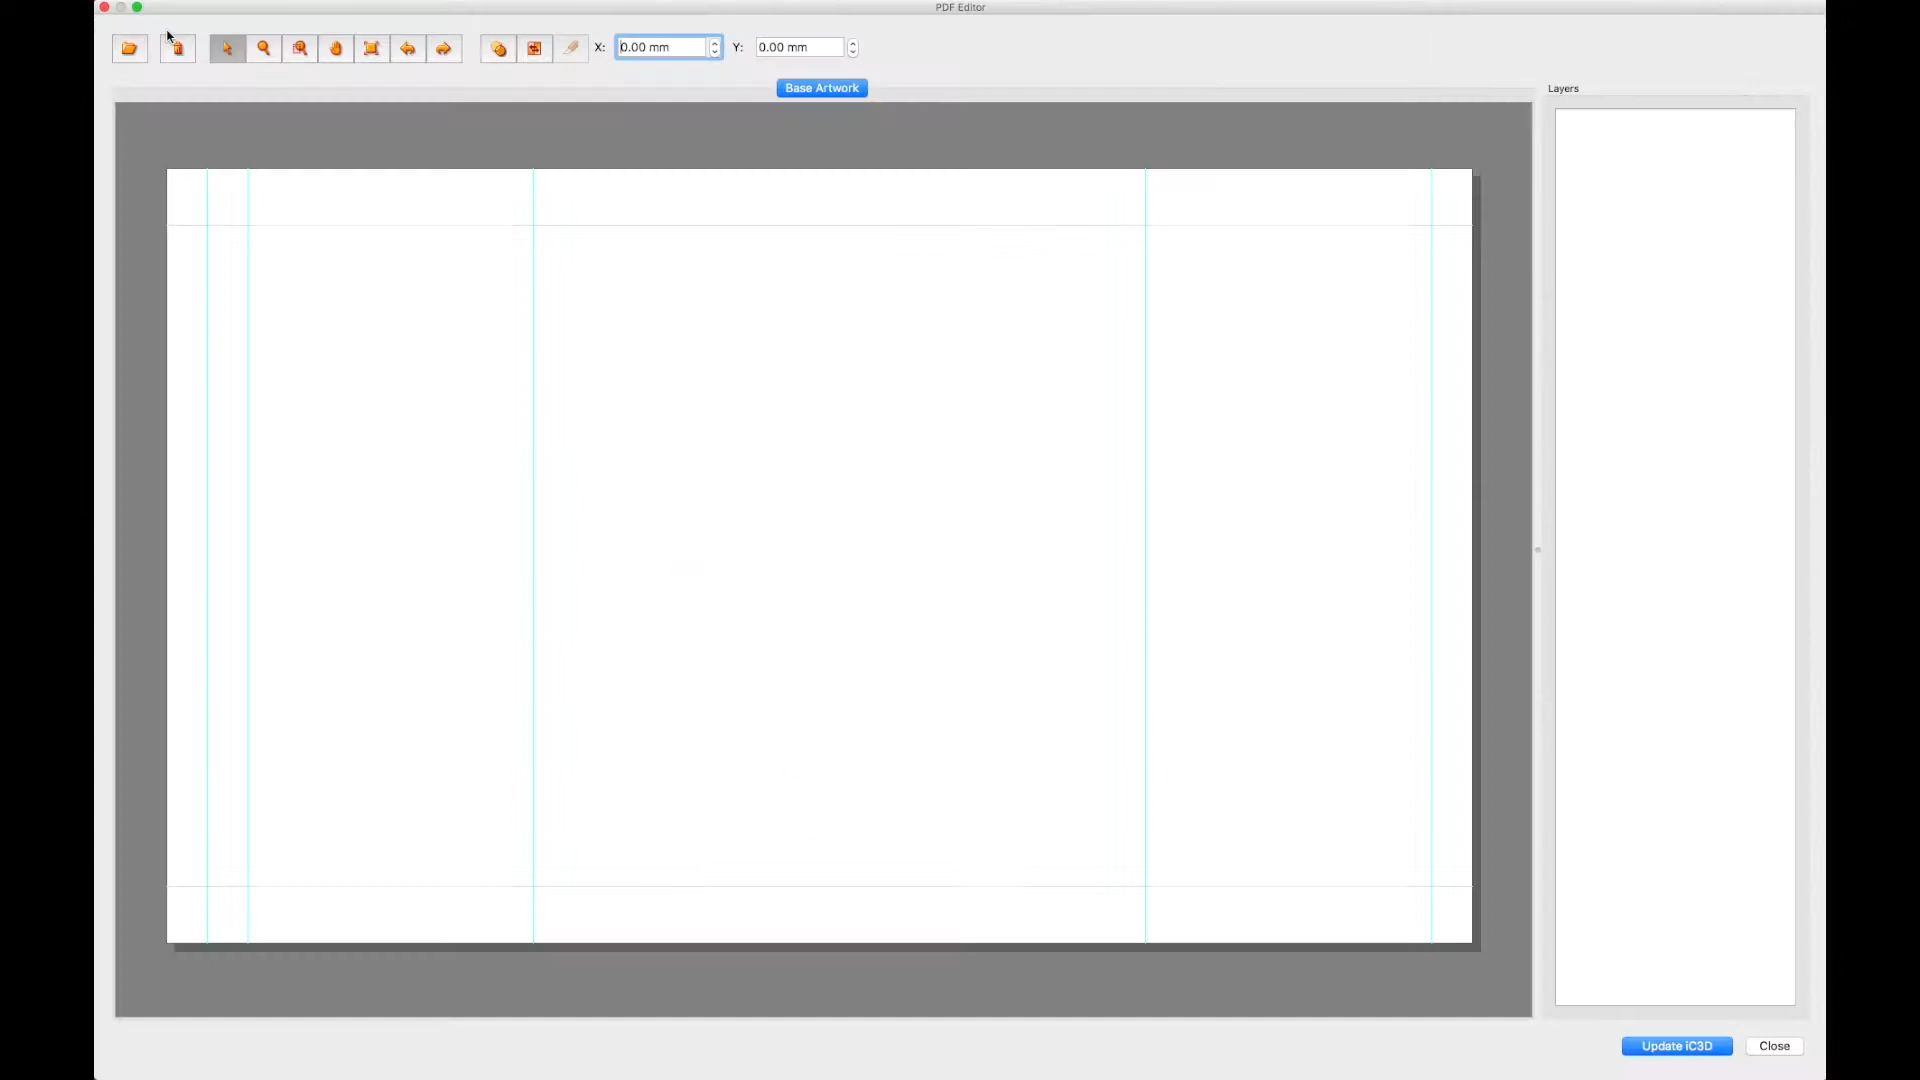 PDF Editor
X: 0.00 mm Y: 0.00 mm
Base Artwork
Layers
Update iC3D Close